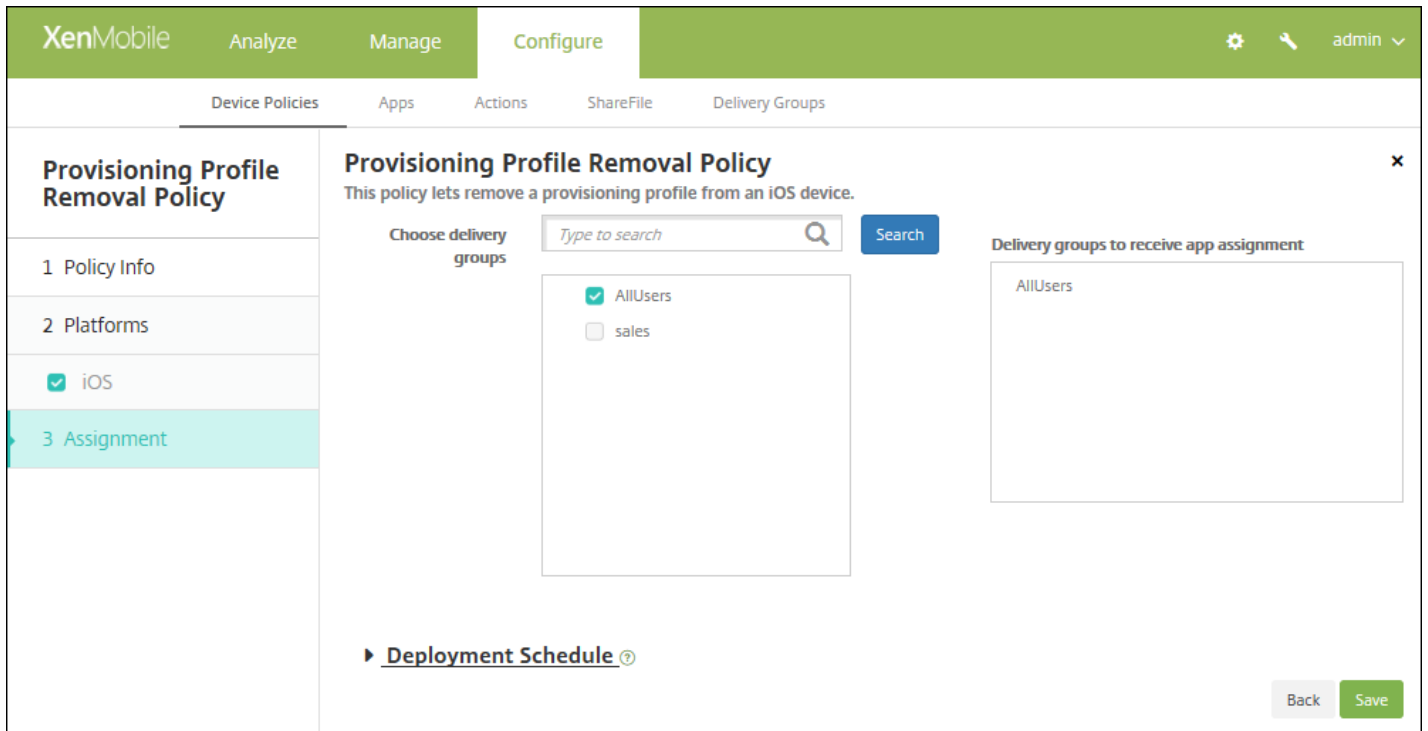 XenMobile Analyze Manage Configure admin
Device Policies Apps Actions ShareFile Delivery Groups
Provisioning Profile
Removal Policy
1 Policy Info
2 Platforms
iOS
3 Assignment
Provisioning Profile Removal Policy
This policy lets remove a provisioning profile from an iOS device.
Choose delivery
groups
Type to search
Search
AllUsers
sales
Delivery groups to receive app assignment
AllUsers
Deployment Schedule ?
Back Save